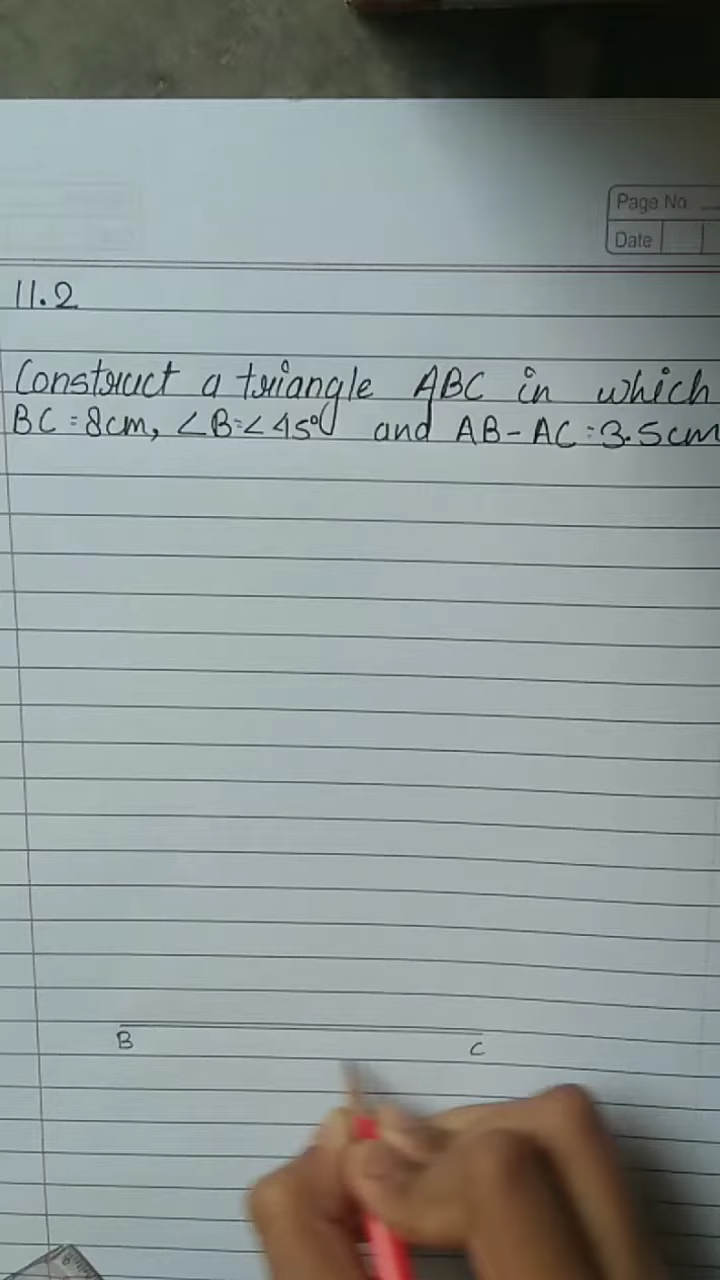 Page No
Date
11.2
Construct a triangle ABC in which
BC = 8cm, ∠B=∠45° and AB - AC = 3.5cm
B
C